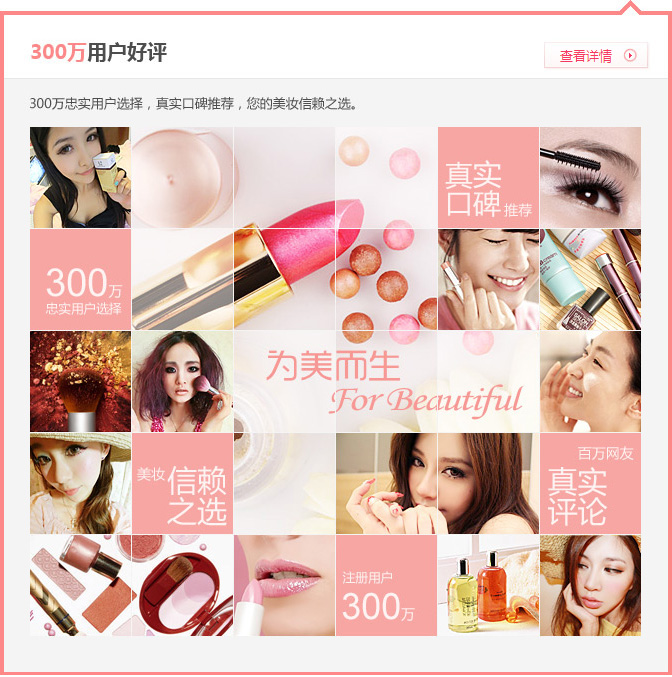 300万用户好评
查看详情
300万忠实用户选择，真实口碑推荐，您的美妆信赖之选。
真实
口碑推荐
300万
忠实用户选择
为美而生
For Beautiful
美妆信赖
之选
百万网友
真实
评论
注册用户
300万